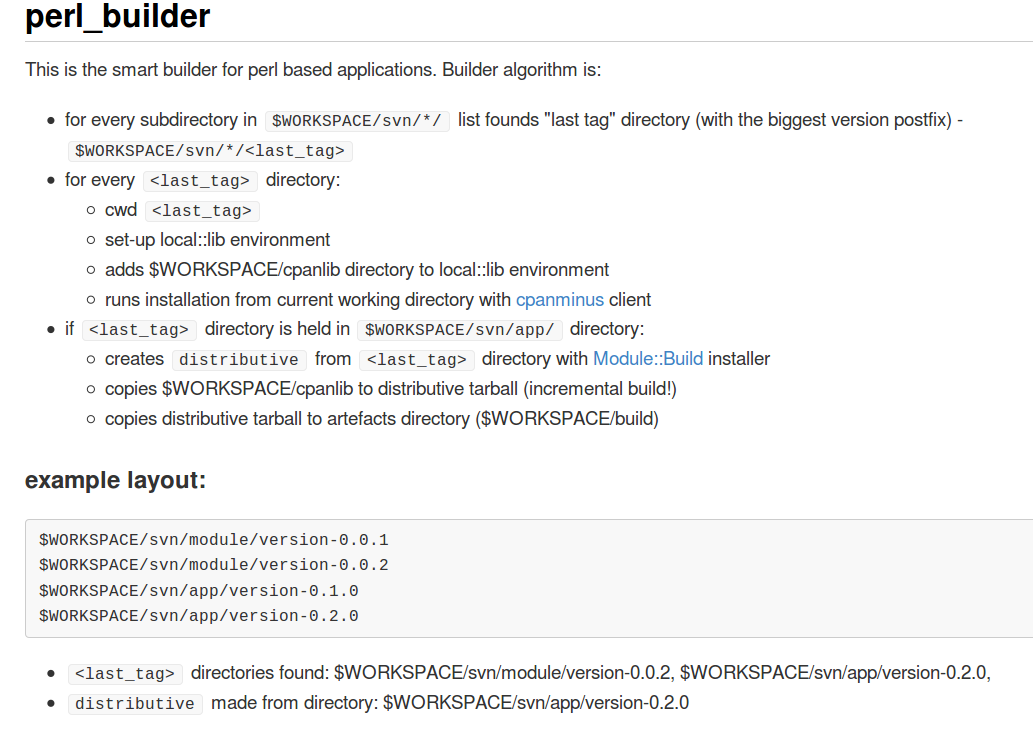 perl_builder
This is the smart builder for perl based applications. Builder algorithm is:
for every subdirectory in $WORKSPACE/svn/*/ list founds "last tag" directory (with the biggest version postfix) -
$WORKSPACE/svn/*/<last_tag>
for every <last_tag> directory:
cwd <last_tag>
set-up local::lib environment
adds $WORKSPACE/cpanlib directory to local::lib environment
runs installation from current working directory with cpanminus client
if <last_tag> directory is held in $WORKSPACE/svn/app/ directory:
creates distributive from <last_tag> directory with Module::Build installer
copies $WORKSPACE/cpanlib to distributive tarball (incremental build!)
copies distributive tarball to artefacts directory ($WORKSPACE/build)
example layout:
$WORKSPACE/svn/module/version-0.0.1
$WORKSPACE/svn/module/version-0.0.2
$WORKSPACE/svn/app/version-0.1.0
$WORKSPACE/svn/app/version-0.2.0
<last_tag> directories found: $WORKSPACE/svn/module/version-0.0.2, $WORKSPACE/svn/app/version-0.2.0,
distributive made from directory: $WORKSPACE/svn/app/version-0.2.0